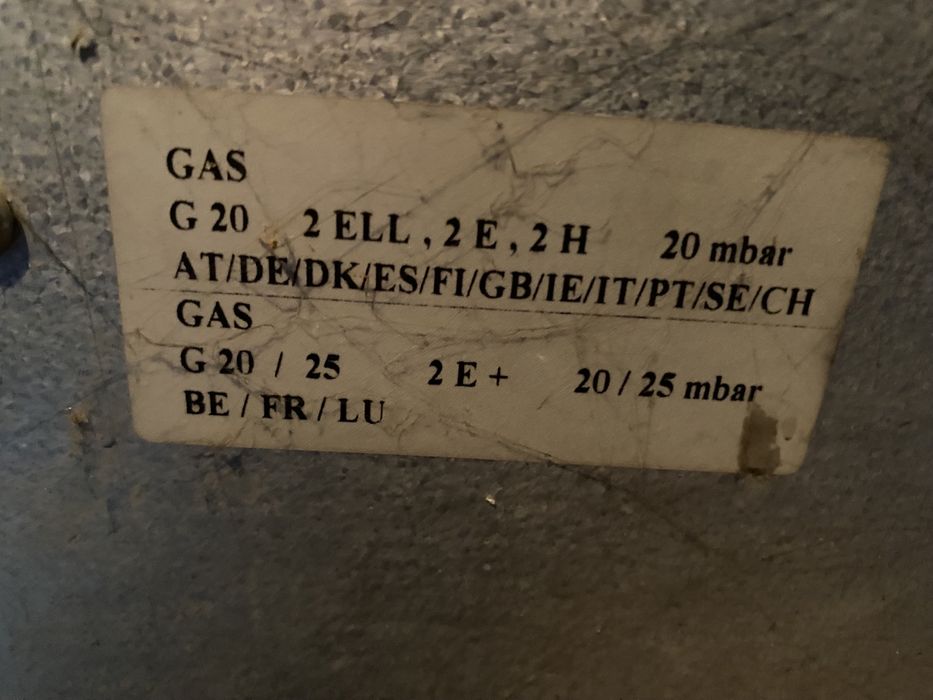 GAS
G 20 2 ELL , 2 E , 2 H 20 mbar
AT/DE/DK/ES/FI/GB/IE/IT/PT/SE/CH
GAS
G 20 / 25 2 E + 20 / 25 mbar
BE / FR / LU